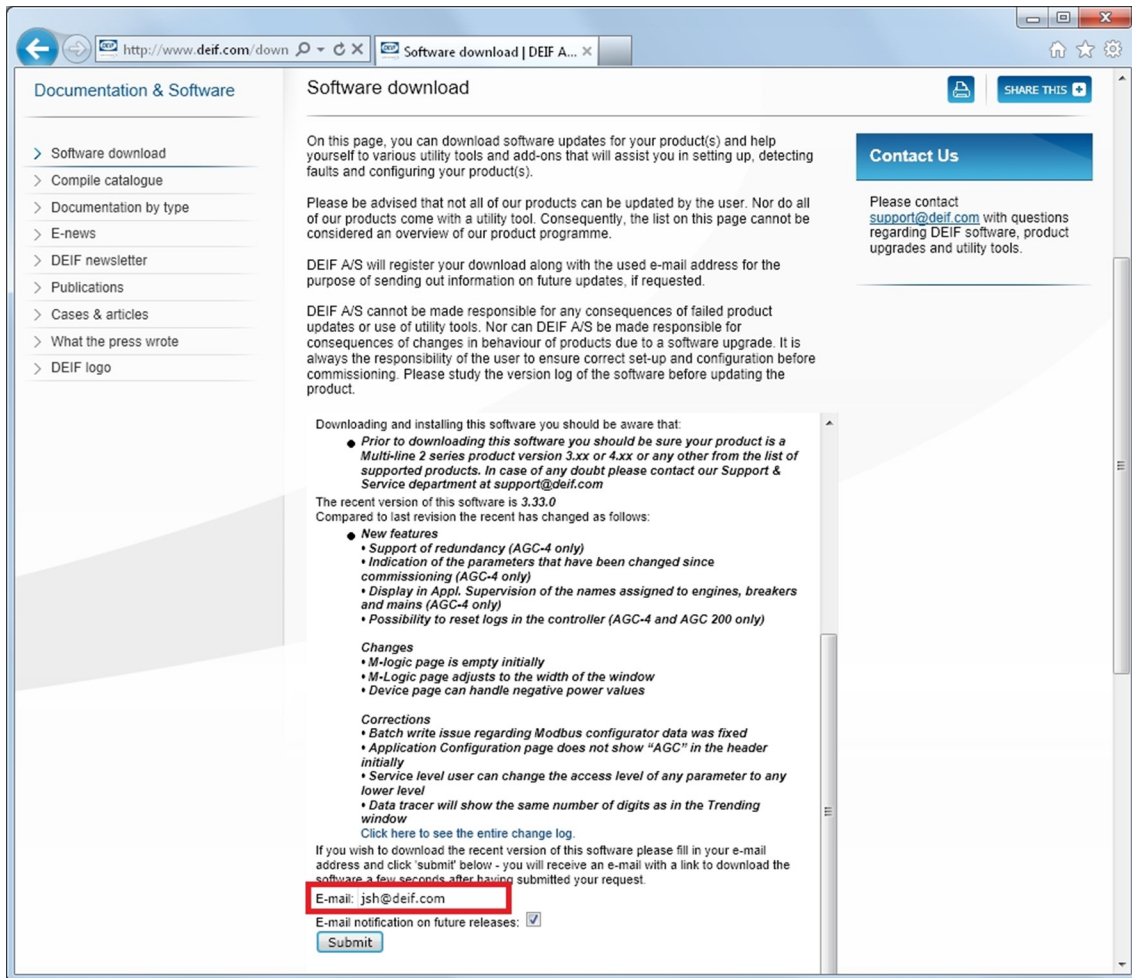 http://www.deif.com/down
Software download | DEIF A...
Documentation & Software
Software download
Compile catalogue
Documentation by type
E-news
DEIF newsletter
Publications
Cases & articles
What the press wrote
DEIF logo
Software download
SHARE THIS
On this page, you can download software updates for your product(s) and help
yourself to various utility tools and add-ons that will assist you in setting up, detecting
faults and configuring your product(s).
Please be advised that not all of our products can be updated by the user. Nor do all
of our products come with a utility tool. Consequently, the list on this page cannot be
considered an overview of our product programme.
DEIF A/S will register your download along with the used e-mail address for the
purpose of sending out information on future updates, if requested.
DEIF A/S cannot be made responsible for any consequences of failed product
updates or use of utility tools. Nor can DEIF A/S be made responsible for
consequences of changes in behaviour of products due to a software upgrade. It is
always the responsibility of the user to ensure correct set-up and configuration before
commissioning. Please study the version log of the software before updating the
product.
Downloading and installing this software you should be aware that:
● Prior to downloading this software you should be sure your product is a
Multi-line 2 series product version 3.xx or 4.xx or any other from the list of
supported products. In case of any doubt please contact our Support &
Service department at support@deif.com
The recent version of this software is 3.33.0
Compared to last revision the recent has changed as follows:
● New features
• Support of redundancy (AGC-4 only)
• Indication of the parameters that have been changed since
commissioning (AGC-4 only)
• Display in Appl. Supervision of the names assigned to engines, breakers
and mains (AGC-4 only)
• Possibility to reset logs in the controller (AGC-4 and AGC 200 only)
Changes
• M-logic page is empty initially
• M-Logic page adjusts to the width of the window
• Device page can handle negative power values
Corrections
• Batch write issue regarding Modbus configurator data was fixed
• Application Configuration page does not show “AGC” in the header
initially
• Service level user can change the access level of any parameter to any
lower level
• Data tracer will show the same number of digits as in the Trending
window
Click here to see the entire change log.
If you wish to download the recent version of this software please fill in your e-mail
address and click 'submit' below - you will receive an e-mail with a link to download the
software a few seconds after having submitted your request.
E-mail: jsh@deif.com
E-mail notification on future releases:
Submit
Contact Us
Please contact
support@deif.com with questions
regarding DEIF software, product
upgrades and utility tools.